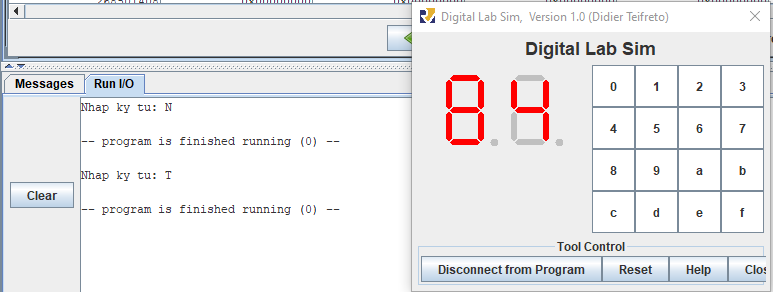 Digital Lab Sim, Version 1.0 (Didier Teifreto)
Digital Lab Sim
84
0 1 2 3
4 5 6 7
8 9 a b
c d e f
Tool Control
Disconnect from Program Reset Help Clos
Messages Run I/O
Clear
Nhap ky tu: N
-- program is finished running (0) --
Nhap ky tu: T
-- program is finished running (0) --